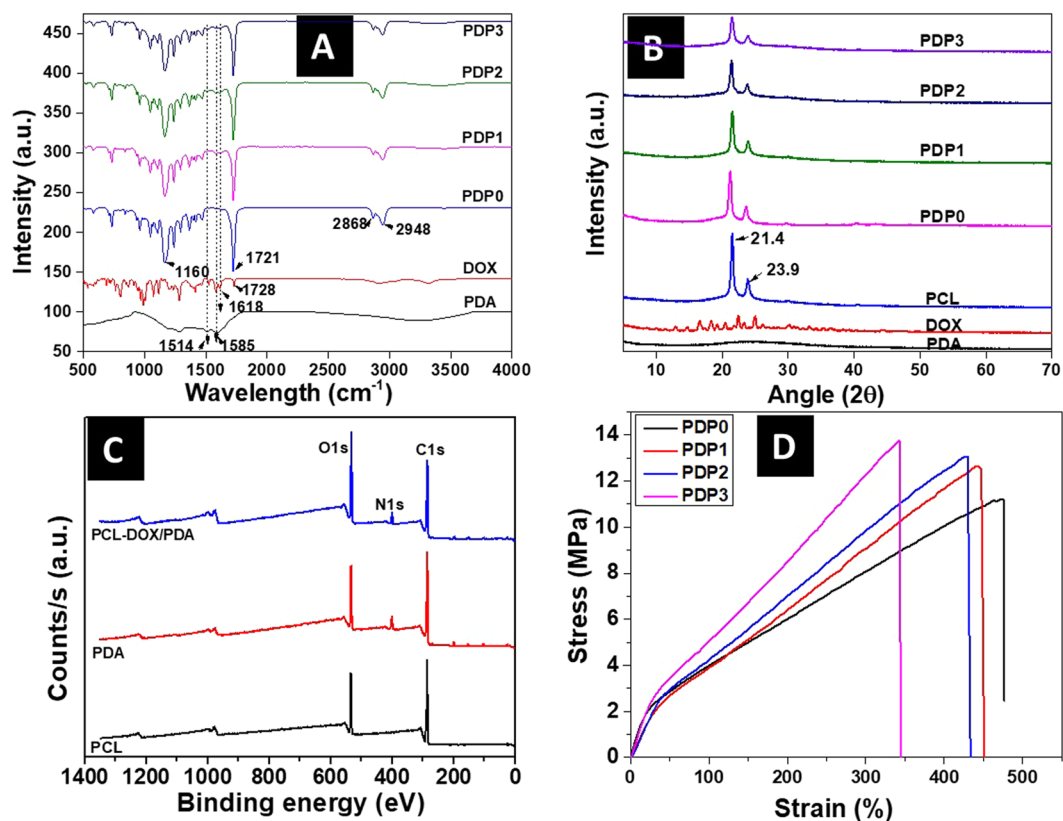 A
Intensity (a.u.)
450
400
350
300
250
200
150
100
50
PDP3
PDP2
PDP1
PDP0
DOX
PDA
2868
2948
1721
1160
1728
1618
1514
1585
500 1000 1500 2000 2500 3000 3500 4000
Wavelength (cm⁻¹)
B
Intensity (a.u.)
PDP3
PDP2
PDP1
PDP0
21.4
23.9
PCL
DOX
PDA
10 20 30 40 50 60 70
Angle (2θ)
C
Counts/s (a.u.)
O1s
C1s
N1s
PCL-DOX/PDA
PDA
PCL
1400 1200 1000 800 600 400 200 0
Binding energy (eV)
D
PDP0
PDP1
PDP2
PDP3
Stress (MPa)
14
12
10
8
6
4
2
0
0 100 200 300 400 500
Strain (%)